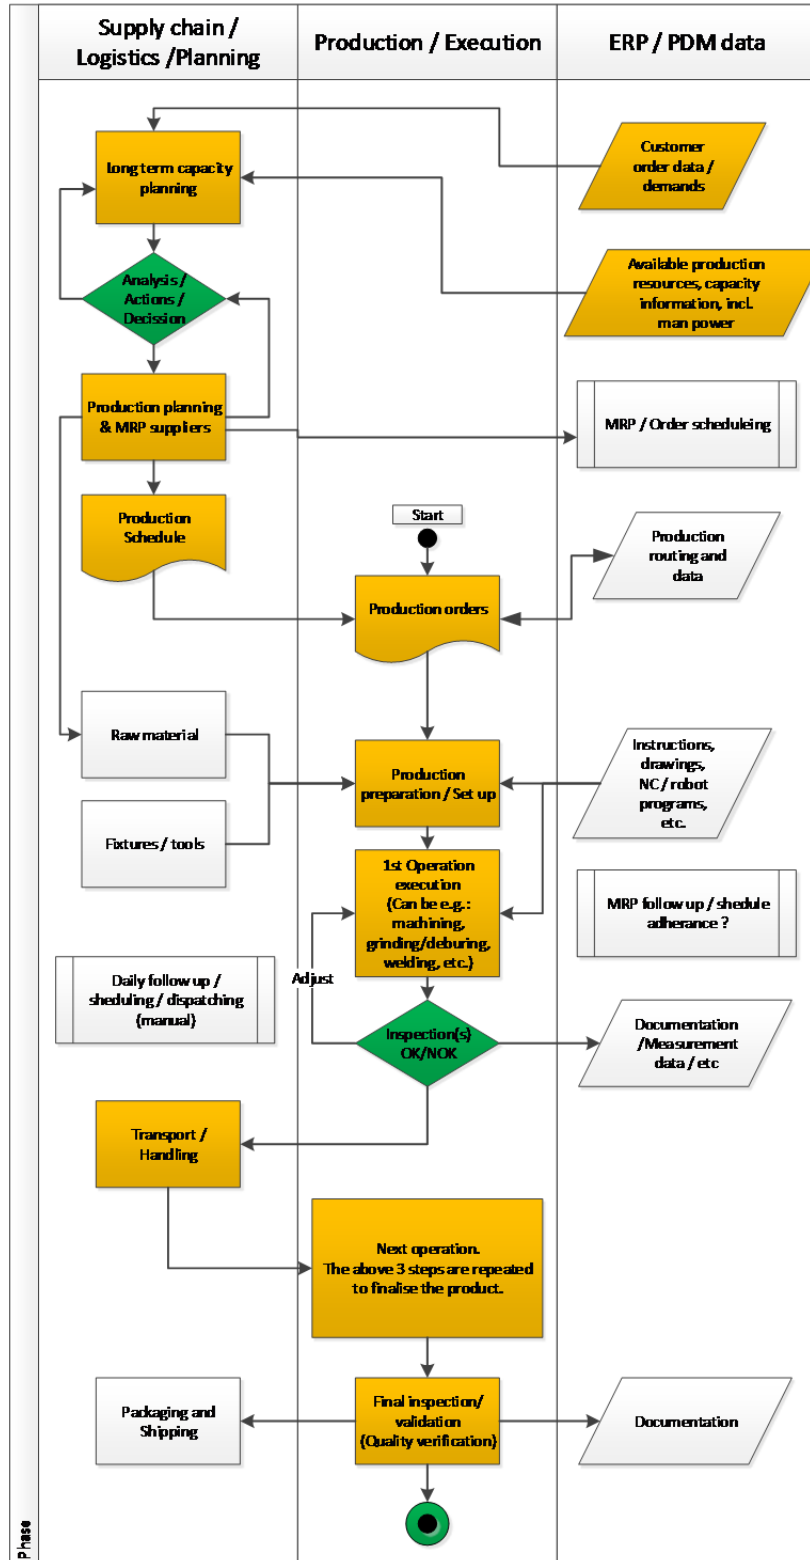 Supply chain /
Logistics /Planning
Production / Execution
ERP / PDM data
Long term capacity
planning
Customer
order data /
demands
Analysis /
Actions /
Decission
Available production
resources, capacity
information, incl.
man power
Production planning
& MRP suppliers
MRP / Order scheduleing
Production
Schedule
Start
Production orders
Production
routing and
data
Raw material
Fixtures / tools
Production
preparation / Set up
Instructions,
drawings,
NC / robot
programs,
etc.
1st Operation
execution
(Can be e.g.:
machining,
grinding/deburing,
welding, etc.)
MRP follow up / shedule
adherance ?
Adjust
Daily follow up /
sheduling / dispatching
(manual)
Inspection(s)
OK/NOK
Documentation
/Measurement
data / etc
Transport /
Handling
Next operation.
The above 3 steps are repeated
to finalise the product.
Packaging and
Shipping
Final inspection/
validation
(Quality verification)
Documentation
Phase